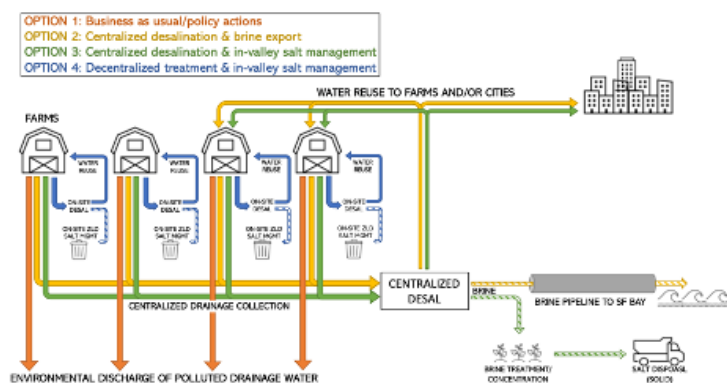 OPTION 1: Business as usual/policy actions
OPTION 2: Centralized desalination & brine export
OPTION 3: Centralized desalination & in-valley salt management
OPTION 4: Decentralized treatment & in-valley salt management
WATER REUSE TO FARMS AND/OR CITIES
FARMS
WATER
REUSE
WATER
REUSE
WATER
REUSE
WATER
REUSE
ON-SITE
DESAL
ON-SITE
DESAL
ON-SITE
DESAL
ON-SITE
DESAL
ON-SITE ZLD
SALT MGMT
ON-SITE ZLD
SALT MGMT
ON-SITE ZLD
SALT MGMT
ON-SITE ZLD
SALT MGMT
CENTRALIZED
DESAL
BRINE
BRINE PIPELINE TO SF BAY
CENTRALIZED DRAINAGE COLLECTION
BRINE TREATMENT/
CONCENTRATION
SALT DISPOASL
(SOLID)
ENVIRONMENTAL DISCHARGE OF POLLUTED DRAINAGE WATER